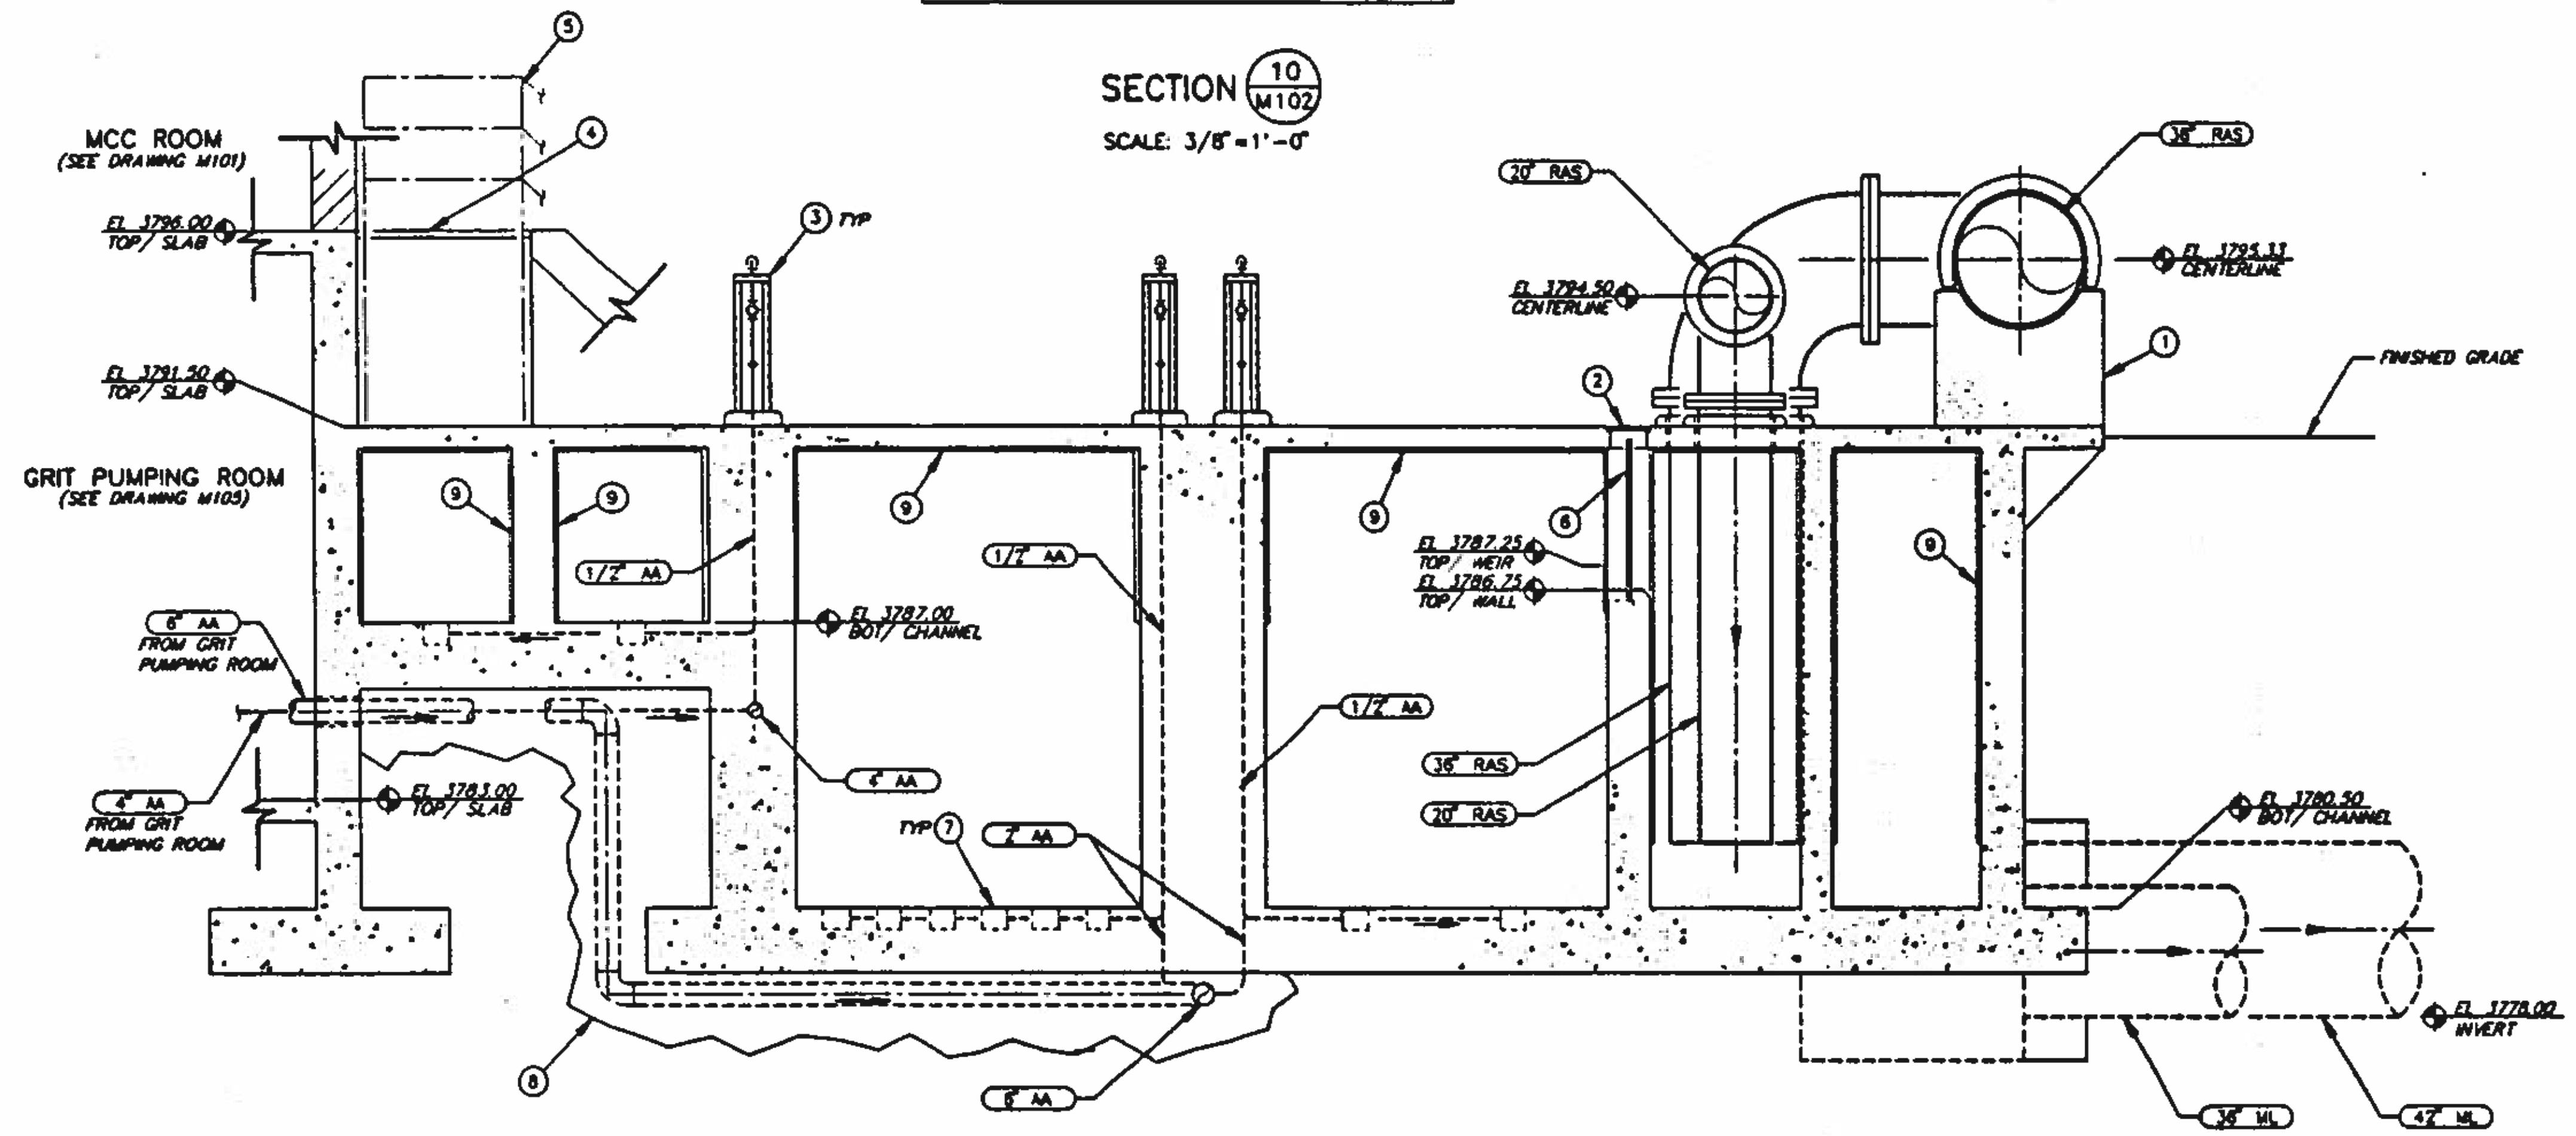 SECTION 10
M102
SCALE: 3/8"=1'-0"
5
4
MCC ROOM
(SEE DRAWING M101)
EL 3796.00
TOP/ SLAB
3 TYP
20" RAS
36" RAS
EL 3795.33
CENTERLINE
EL 3794.50
CENTERLINE
1
2
FINISHED GRADE
EL 3791.50
TOP/ SLAB
GRIT PUMPING ROOM
(SEE DRAWING M105)
9
9
9
9
6
9
1/2" AA
1/2" AA
EL 3787.25
TOP/ WEIR
EL 3786.75
TOP/ WALL
6" AA
FROM GRIT
PUMPING ROOM
EL 3787.00
BOT/ CHANNEL
1/2" AA
4" AA
FROM GRIT
PUMPING ROOM
EL 3783.00
TOP/ SLAB
4" AA
TYP 7
2" AA
36" RAS
20" RAS
EL 3780.50
BOT/ CHANNEL
EL 3778.00
INVERT
8
6" AA
36" ML
42" ML